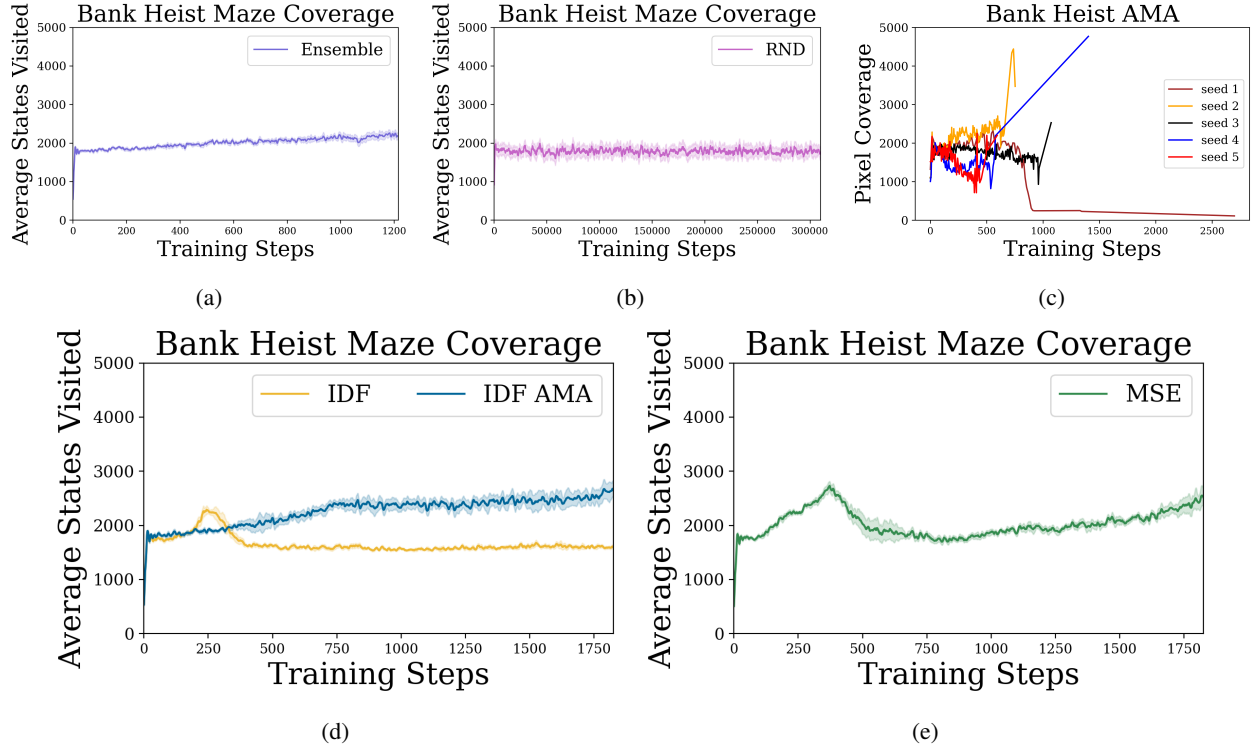 Bank Heist Maze Coverage
Average States Visited
5000
4000
3000
2000
1000
0
Ensemble
0 200 400 600 800 1000 1200
Training Steps
(a)
Bank Heist Maze Coverage
Average States Visited
5000
4000
3000
2000
1000
0
RND
0 50000 100000 150000 200000 250000 300000
Training Steps
(b)
Bank Heist AMA
Pixel Coverage
5000
4000
3000
2000
1000
0
seed 1
seed 2
seed 3
seed 4
seed 5
0 500 1000 1500 2000 2500
Training Steps
(c)
Bank Heist Maze Coverage
Average States Visited
5000
4000
3000
2000
1000
0
IDF IDF AMA
0 250 500 750 1000 1250 1500 1750
Training Steps
(d)
Bank Heist Maze Coverage
Average States Visited
5000
4000
3000
2000
1000
0
MSE
0 250 500 750 1000 1250 1500 1750
Training Steps
(e)